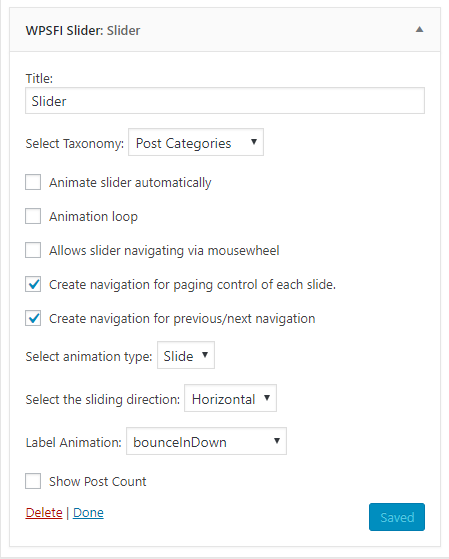 WPSFI Slider: Slider
Title:
Slider
Select Taxonomy: Post Categories
Animate slider automatically
Animation loop
Allows slider navigating via mousewheel
Create navigation for paging control of each slide.
Create navigation for previous/next navigation
Select animation type: Slide
Select the sliding direction: Horizontal
Label Animation: bounceInDown
Show Post Count
Delete | Done
Saved